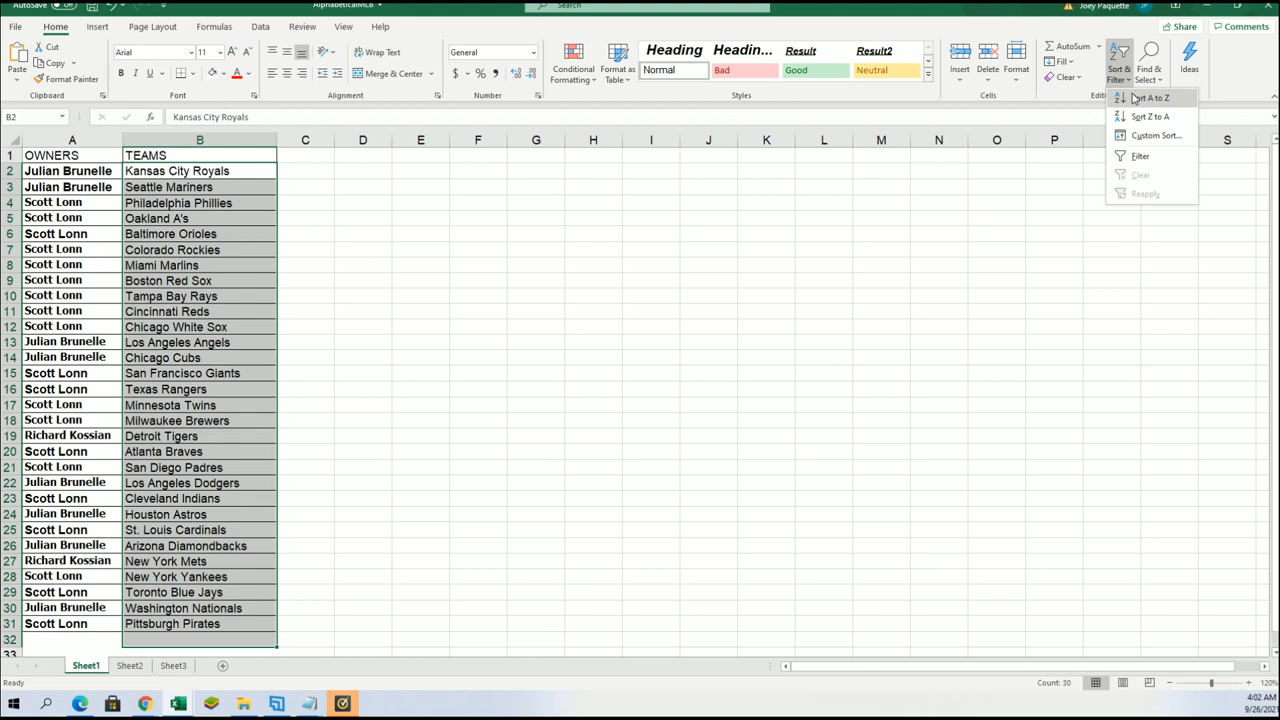 AutoSave
AlphabeticalMLB
Search
Joey Paquette
File Home Insert Page Layout Formulas Data Review View Share Comments
Cut
Copy
Format Painter
Paste
Clipboard
Arial 11
B I U
Font
Wrap Text
Merge & Center
Alignment
General
$ % ,
Number
Conditional Formatting
Format as Table
Heading Headin... Result Result2
Normal Bad Good Neutral
Styles
Insert Delete Format
Cells
AutoSum
Fill
Clear
Sort & Filter
Find & Select
Ideas
Sort Z to A
Custom Sort...
Filter
Clear
Reapply
B2 fx Kansas City Royals
A B C D E F G H I J K L M N O P S
1 OWNERS TEAMS
2 Julian Brunelle Kansas City Royals
3 Julian Brunelle Seattle Mariners
4 Scott Lonn Philadelphia Phillies
5 Scott Lonn Oakland A's
6 Scott Lonn Baltimore Orioles
7 Scott Lonn Colorado Rockies
8 Scott Lonn Miami Marlins
9 Scott Lonn Boston Red Sox
10 Scott Lonn Tampa Bay Rays
11 Scott Lonn Cincinnati Reds
12 Scott Lonn Chicago White Sox
13 Julian Brunelle Los Angeles Angels
14 Julian Brunelle Chicago Cubs
15 Scott Lonn San Francisco Giants
16 Scott Lonn Texas Rangers
17 Scott Lonn Minnesota Twins
18 Scott Lonn Milwaukee Brewers
19 Richard Kossian Detroit Tigers
20 Scott Lonn Atlanta Braves
21 Scott Lonn San Diego Padres
22 Julian Brunelle Los Angeles Dodgers
23 Scott Lonn Cleveland Indians
24 Julian Brunelle Houston Astros
25 Scott Lonn St. Louis Cardinals
26 Julian Brunelle Arizona Diamondbacks
27 Richard Kossian New York Mets
28 Scott Lonn New York Yankees
29 Scott Lonn Toronto Blue Jays
30 Julian Brunelle Washington Nationals
31 Scott Lonn Pittsburgh Pirates
32
33
Sheet1 Sheet2 Sheet3
Ready Count: 30 120%
4:02 AM